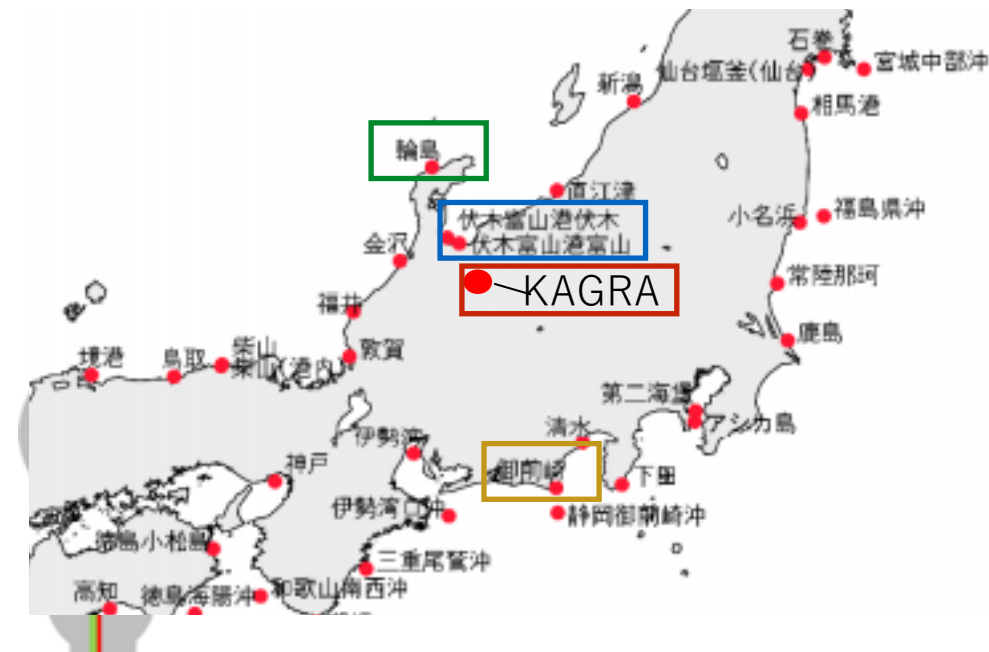 石巻
宮城中部沖
仙台塩釜(仙台)
新潟
相馬港
輪島
直江津
伏木富山港伏木
伏木富山港富山
小名浜
福島県沖
金沢
KAGRA
常陸那珂
福井
鹿島
敦賀
境港
鳥取
柴山
柴山(港内)
第二海堡
アシカ島
清水
伊勢湾
御前崎
神戸
下田
伊勢湾口沖
静岡御前崎沖
徳島小松島
三重尾鷲沖
高知
徳島海陽沖
和歌山南西沖